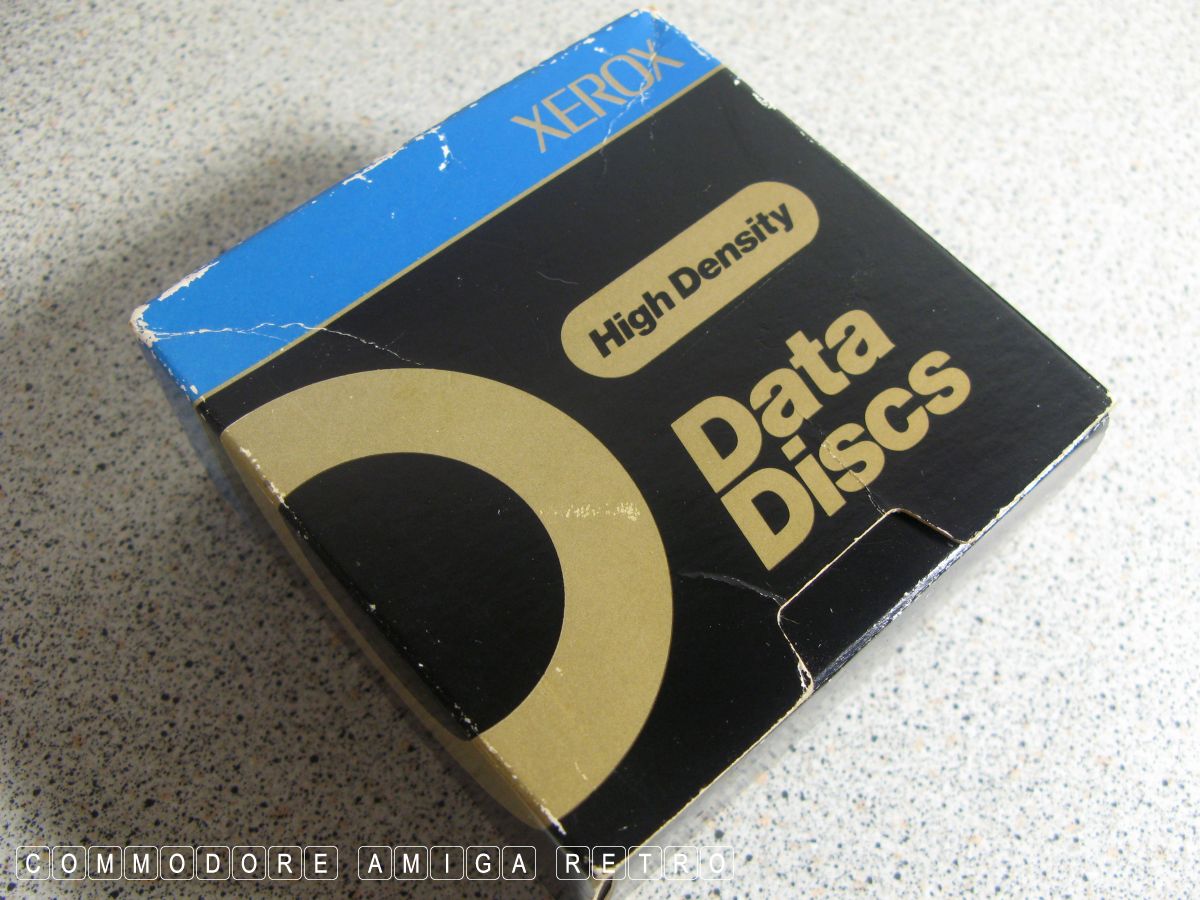 XEROX
High Density
Data
Discs
COMMODORE AMIGA RETRO